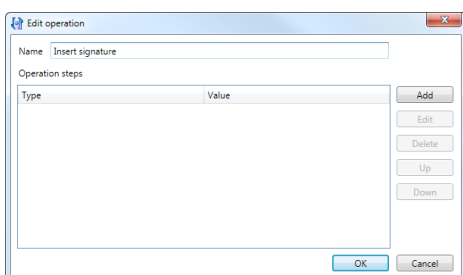 Edit operation
Name Insert signature
Operation steps
Type Value
Add
Edit
Delete
Up
Down
OK Cancel